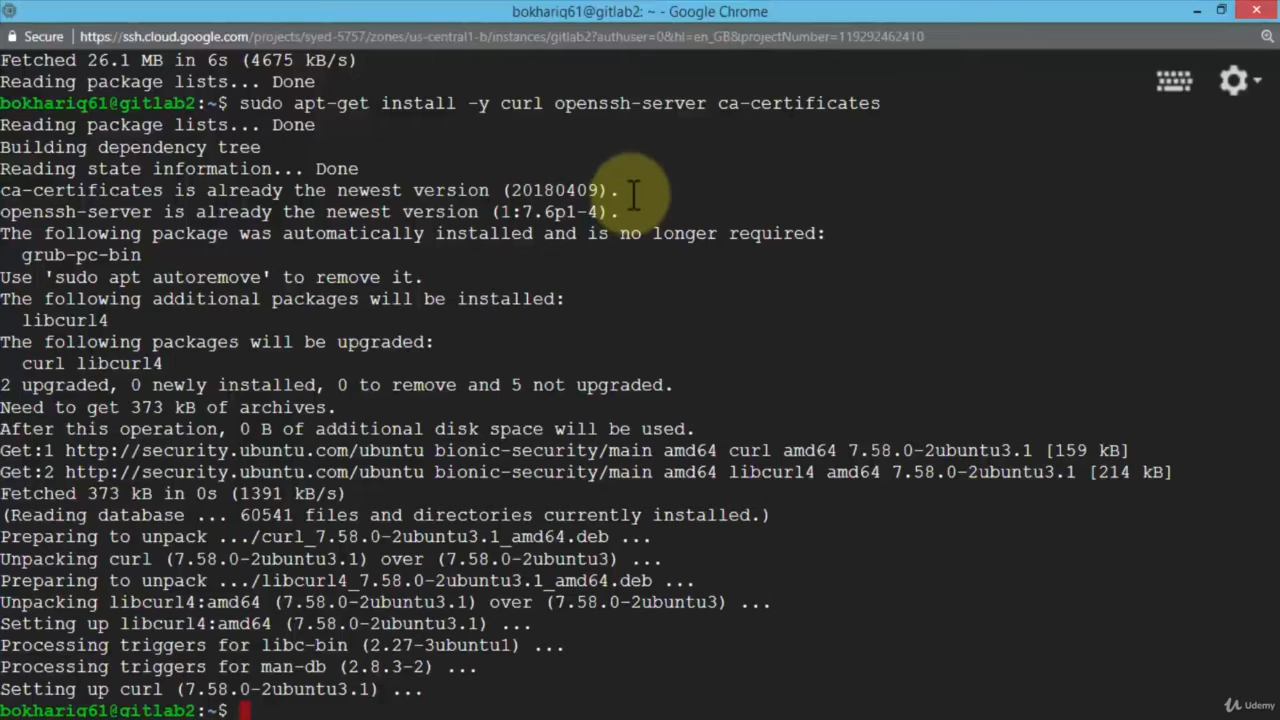 bokhariq61@gitlab2: ~ - Google Chrome
Secure | https://ssh.cloud.google.com/projects/syed-5757/zones/us-central1-b/instances/gitlab2?authuser=0&hl=en_GB&projectNumber=119292462410
Fetched 26.1 MB in 6s (4675 kB/s)
Reading package lists... Done
bokhariq61@gitlab2:~$ sudo apt-get install -y curl openssh-server ca-certificates
Reading package lists... Done
Building dependency tree
Reading state information... Done
ca-certificates is already the newest version (20180409).
openssh-server is already the newest version (1:7.6p1-4).
The following package was automatically installed and is no longer required:
  grub-pc-bin
Use 'sudo apt autoremove' to remove it.
The following additional packages will be installed:
  libcurl4
The following packages will be upgraded:
  curl libcurl4
2 upgraded, 0 newly installed, 0 to remove and 5 not upgraded.
Need to get 373 kB of archives.
After this operation, 0 B of additional disk space will be used.
Get:1 http://security.ubuntu.com/ubuntu bionic-security/main amd64 curl amd64 7.58.0-2ubuntu3.1 [159 kB]
Get:2 http://security.ubuntu.com/ubuntu bionic-security/main amd64 libcurl4 amd64 7.58.0-2ubuntu3.1 [214 kB]
Fetched 373 kB in 0s (1391 kB/s)
(Reading database ... 60541 files and directories currently installed.)
Preparing to unpack .../curl_7.58.0-2ubuntu3.1_amd64.deb ...
Unpacking curl (7.58.0-2ubuntu3.1) over (7.58.0-2ubuntu3) ...
Preparing to unpack .../libcurl4_7.58.0-2ubuntu3.1_amd64.deb ...
Unpacking libcurl4:amd64 (7.58.0-2ubuntu3.1) over (7.58.0-2ubuntu3) ...
Setting up libcurl4:amd64 (7.58.0-2ubuntu3.1) ...
Processing triggers for libc-bin (2.27-3ubuntu1) ...
Processing triggers for man-db (2.8.3-2) ...
Setting up curl (7.58.0-2ubuntu3.1) ...
bokhariq61@gitlab2:~$
Udemy